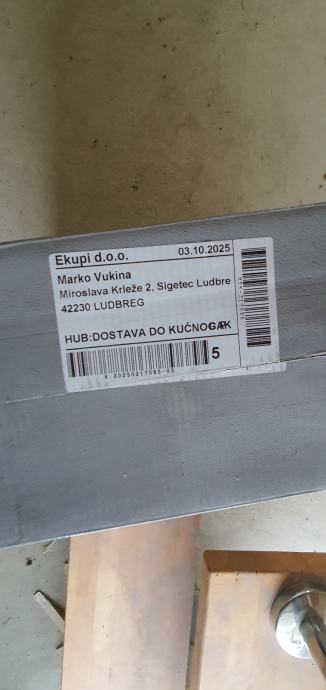 Ekupi d.o.o. 03.10.2025
Marko Vukina
Miroslava Krleže 2, Sigetec Ludbre
42230 LUDBREG
HUB:DOSTAVA DO KUĆNOG
5